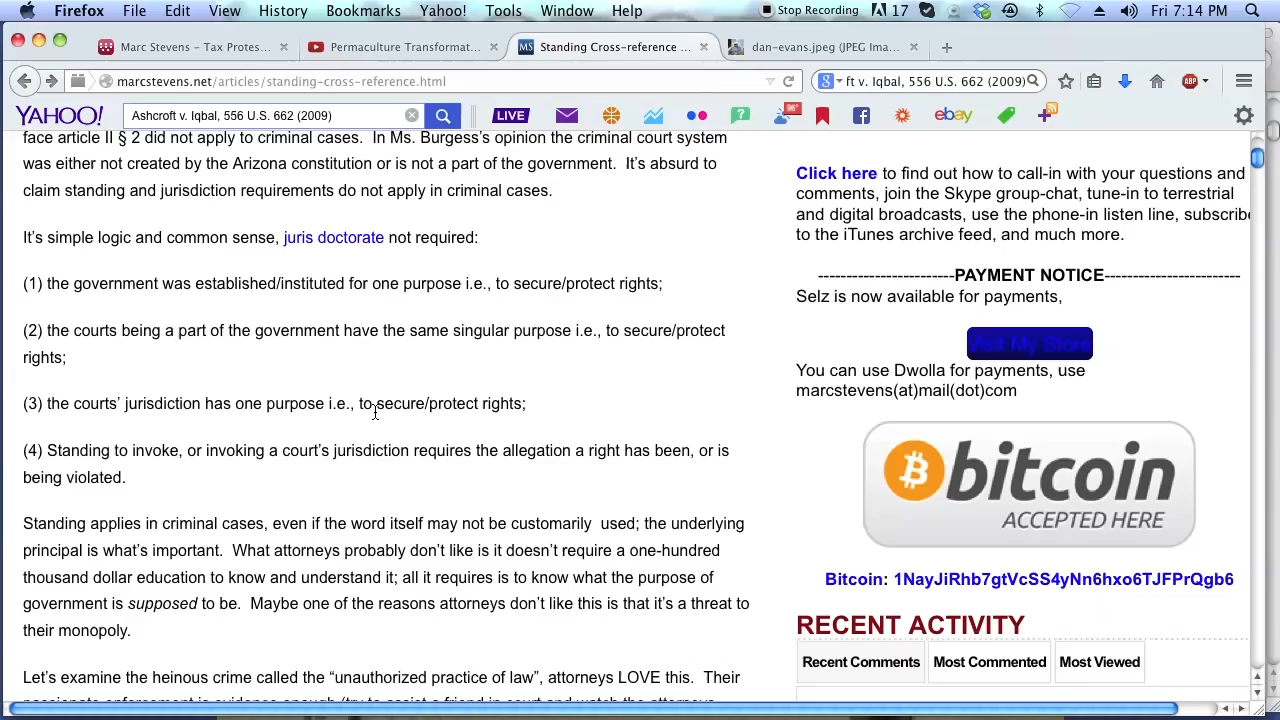 Firefox File Edit View History Bookmarks Yahoo! Tools Window Help Stop Recording 17 Fri 7:14 PM
Marc Stevens - Tax Protes... Permaculture Transformat... MS Standing Cross-reference ... dan-evans.jpeg (JPEG Ima...
marcstevens.net/articles/standing-cross-reference.html ft v. Iqbal, 556 U.S. 662 (2009) ABP
YAHOO! Ashcroft v. Iqbal, 556 U.S. 662 (2009) LIVE 96° ebay
face article II § 2 did not apply to criminal cases. In Ms. Burgess’s opinion the criminal court system
was either not created by the Arizona constitution or is not a part of the government. It’s absurd to
claim standing and jurisdiction requirements do not apply in criminal cases.
It’s simple logic and common sense, juris doctorate not required:
(1) the government was established/instituted for one purpose i.e., to secure/protect rights;
(2) the courts being a part of the government have the same singular purpose i.e., to secure/protect
rights;
(3) the courts’ jurisdiction has one purpose i.e., to secure/protect rights;
(4) Standing to invoke, or invoking a court’s jurisdiction requires the allegation a right has been, or is
being violated.
Standing applies in criminal cases, even if the word itself may not be customarily used; the underlying
principal is what’s important. What attorneys probably don’t like is it doesn’t require a one-hundred
thousand dollar education to know and understand it; all it requires is to know what the purpose of
government is supposed to be. Maybe one of the reasons attorneys don’t like this is that it’s a threat to
their monopoly.
Let’s examine the heinous crime called the “unauthorized practice of law”, attorneys LOVE this. Their
Click here to find out how to call-in with your questions and
comments, join the Skype group-chat, tune-in to terrestrial
and digital broadcasts, use the phone-in listen line, subscribe
to the iTunes archive feed, and much more.
------------------------PAYMENT NOTICE------------------------
Selz is now available for payments,
Visit My Store
You can use Dwolla for payments, use
marcstevens(at)mail(dot)com
bitcoin
ACCEPTED HERE
Bitcoin: 1NayJiRhb7gtVcSS4yNn6hxo6TJFPrQgb6
RECENT ACTIVITY
Recent Comments Most Commented Most Viewed